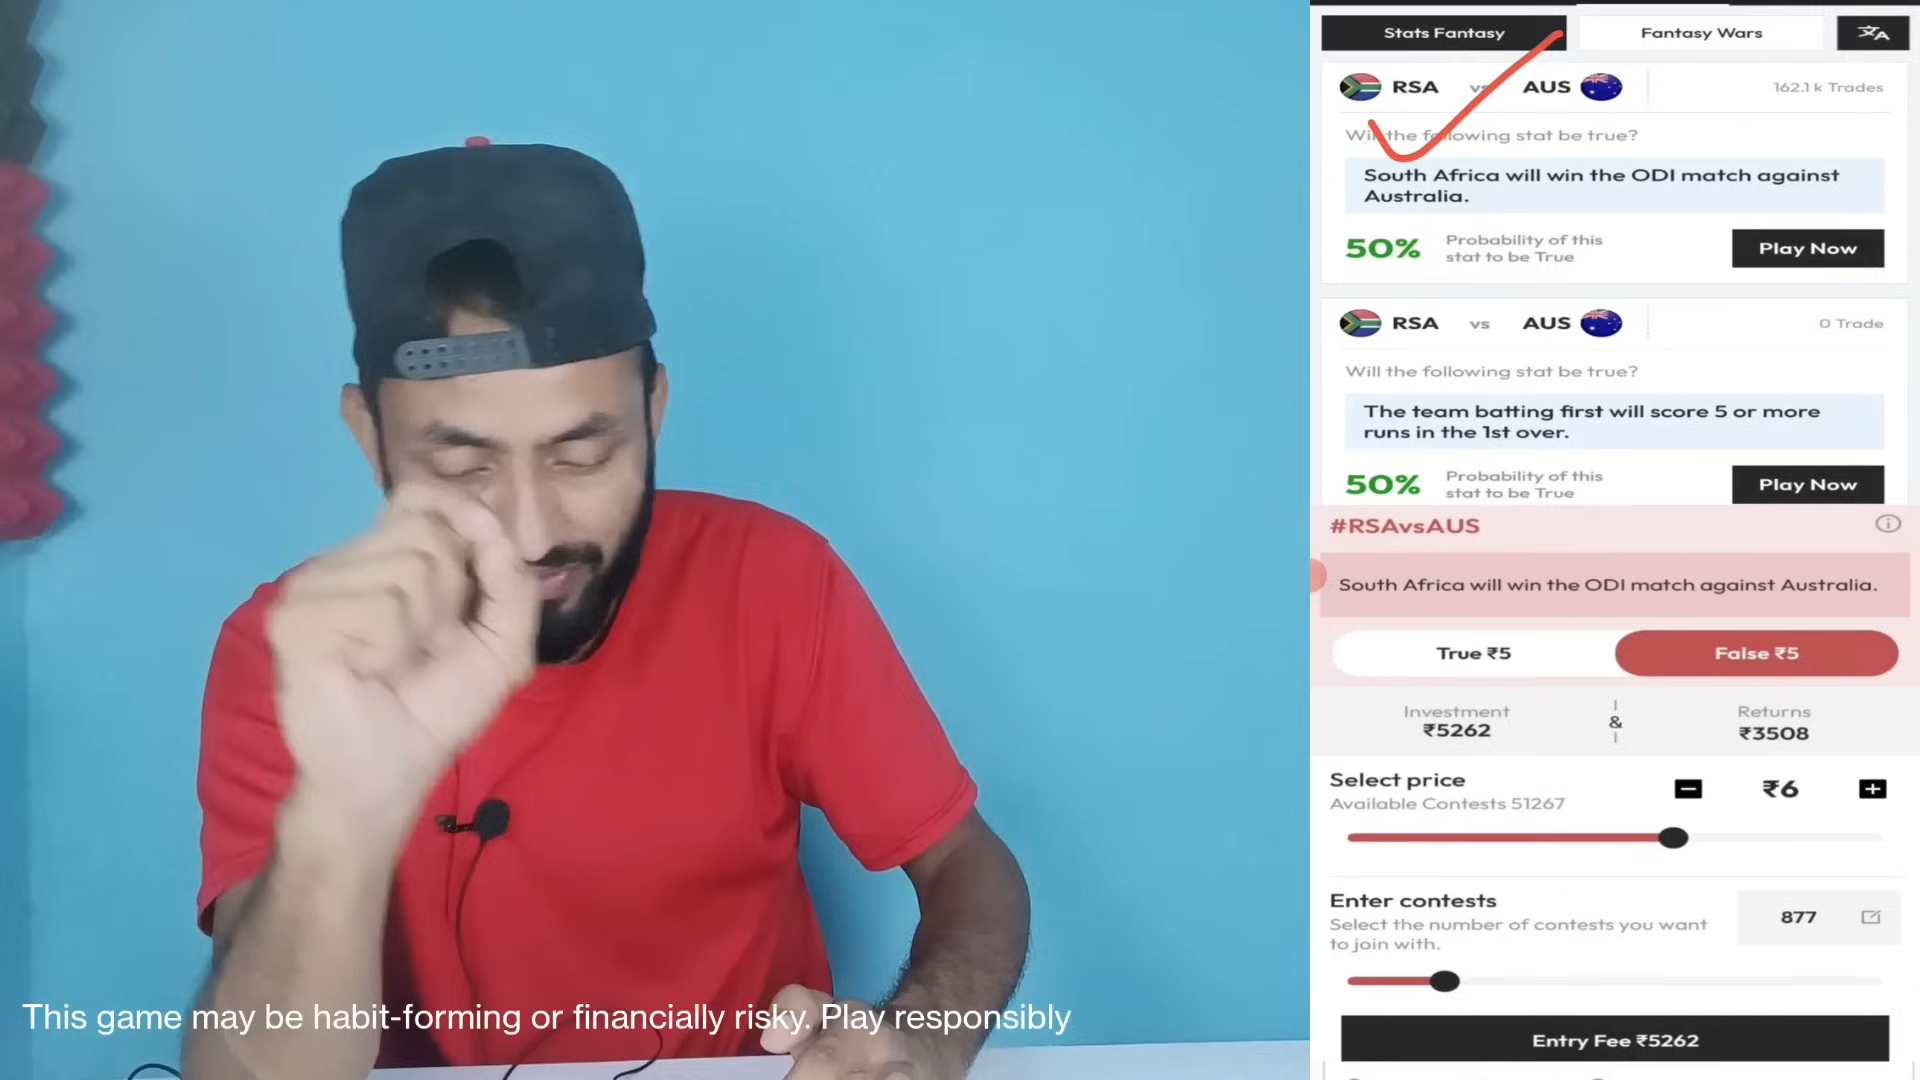 Stats Fantasy
Fantasy Wars
RSA vs AUS
162.1 k Trades
Will the following stat be true?
South Africa will win the ODI match against
Australia.
50%
Probability of this
stat to be True
Play Now
RSA vs AUS
0 Trade
Will the following stat be true?
The team batting first will score 5 or more
runs in the 1st over.
50%
Probability of this
stat to be True
Play Now
#RSAvsAUS
South Africa will win the ODI match against Australia.
True ₹5
False ₹5
Investment
₹5262
&
Returns
₹3508
Select price
Available Contests 51267
₹6
Enter contests
Select the number of contests you want
to join with.
877
Entry Fee ₹5262
This game may be habit-forming or financially risky. Play responsibly